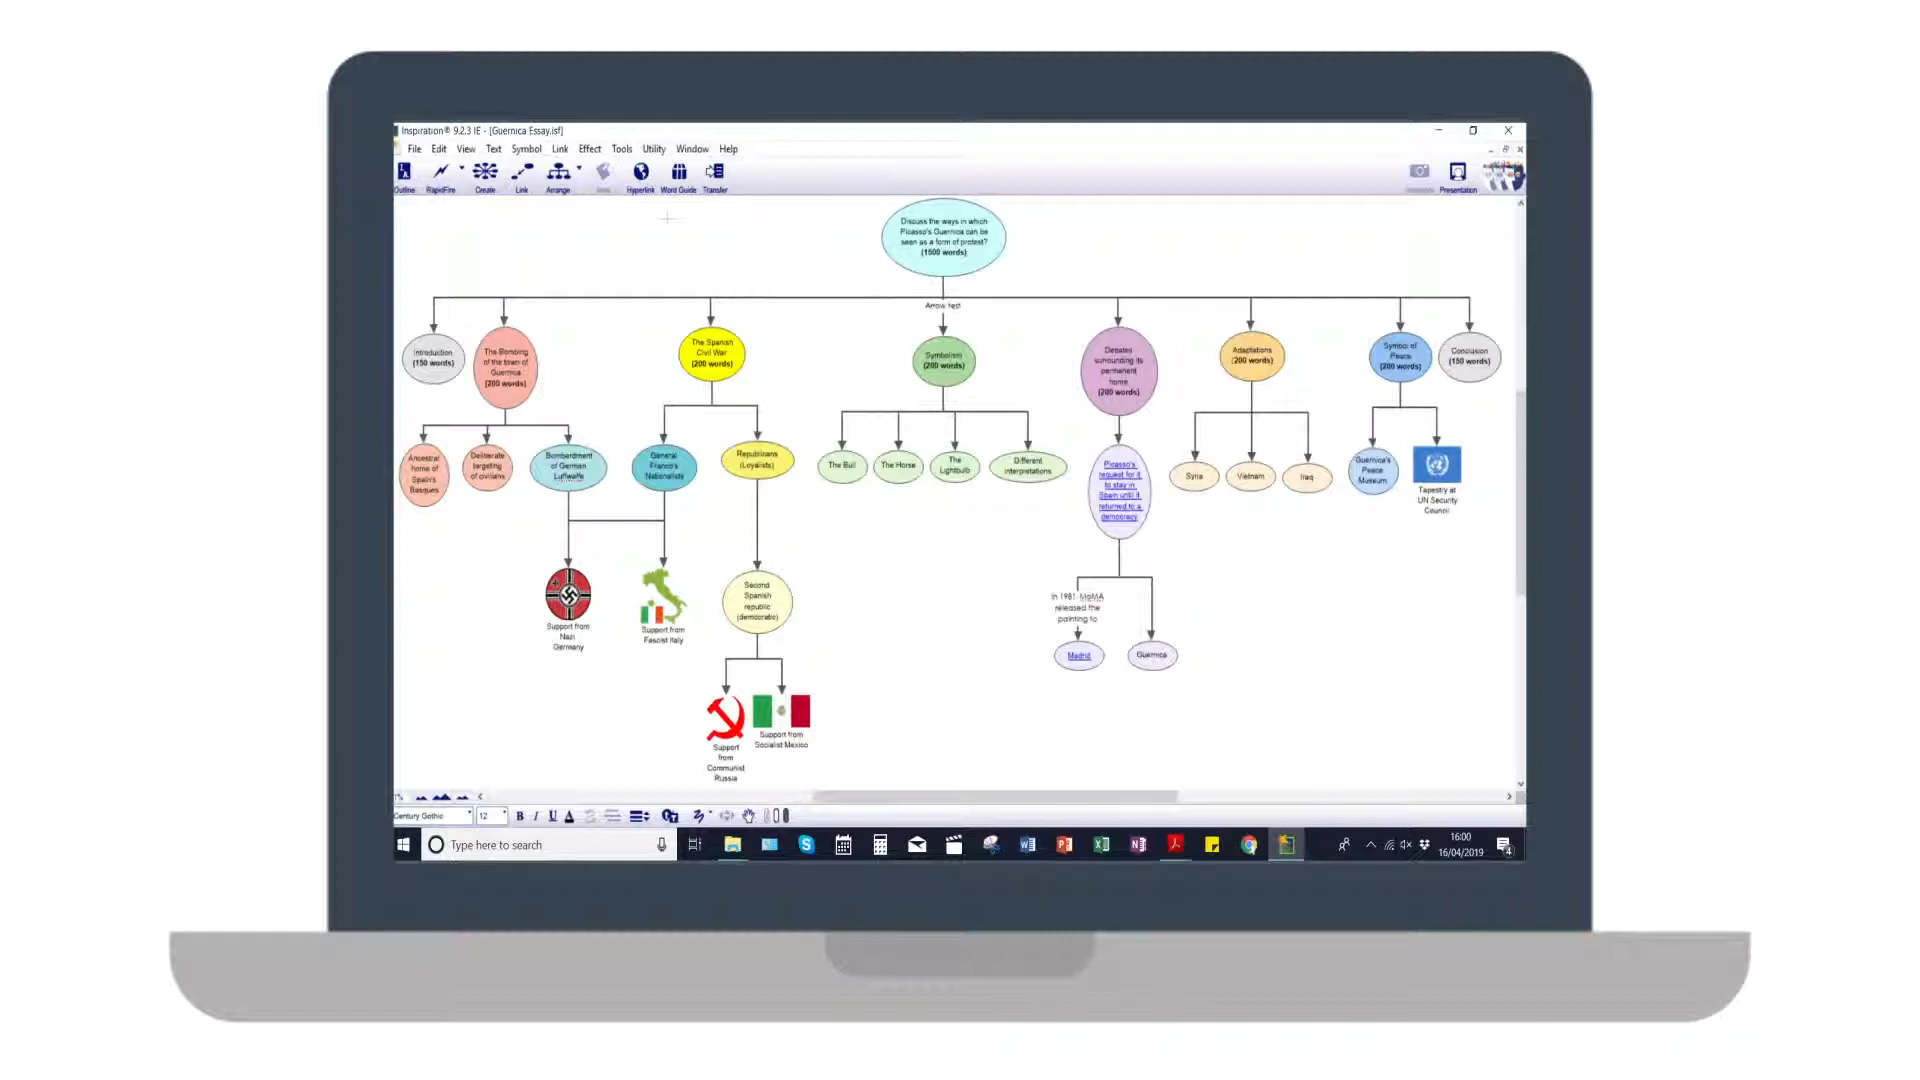 Inspiration® 9.2.3 IE - [Guernica Essay.isf]
File Edit View Text Symbol Link Effect Tools Utility Window Help
Outline RapidFire Create Link Arrange Hyperlink Word Guide Transfer Presentation
Discuss the ways in which
Picasso's Guernica can be
seen as a form of protest?
(1500 words)
Arrow test
Introduction
(150 words)
The Bombing
of the town of
Guernica
(200 words)
The Spanish
Civil War
(200 words)
Symbolism
(200 words)
Debates
surrounding its
permanent
home
(200 words)
Adaptations
(200 words)
Symbol of
Peace
(200 words)
Conclusion
(150 words)
Ancestral
home of
Spain's
Basques
Deliberate
targeting
of civilians
Bombardment
of German
Luftwaffe
General
Franco's
Nationalists
Republicans
(Loyalists)
The Bull
The Horse
The
Lightbulb
Different
interpretations
Picasso's
request for it
to stay in
Spain until it
returned to a
democracy
Syria
Vietnam
Iraq
Guernica's
Peace
Museum
Tapestry at
UN Security
Council
Support from
Nazi
Germany
Support from
Fascist Italy
Second
Spanish
republic
(democratic)
In 1981 MoMA
released the
painting to
Madrid
Guernica
Support
from
Communist
Russia
Support from
Socialist Mexico
Century Gothic 12 B I U A
Type here to search
16:00
16/04/2019
4